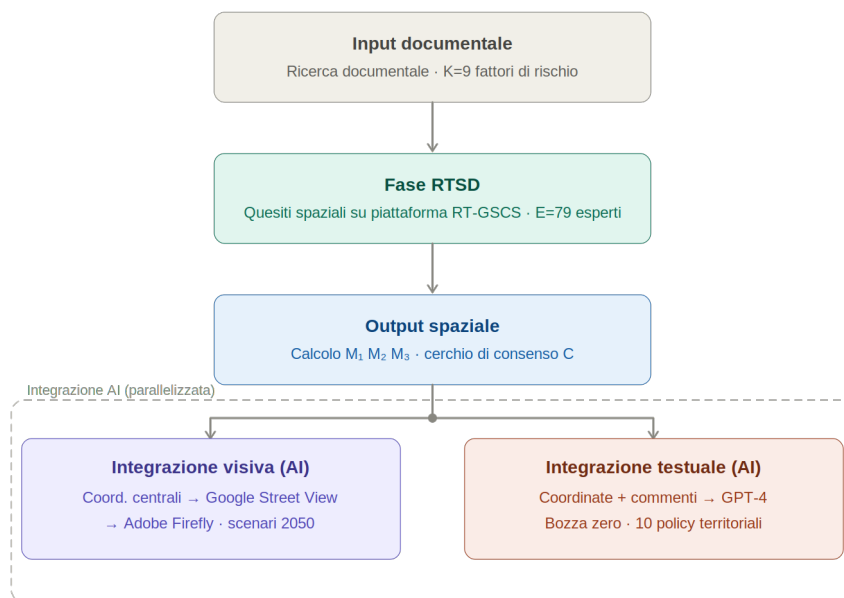 Input documentale
Ricerca documentale · K=9 fattori di rischio
Fase RTSD
Quesiti spaziali su piattaforma RT-GSCS · E=79 esperti
Output spaziale
Calcolo M₁ M₂ M₃ · cerchio di consenso C
Integrazione AI (parallelizzata)
Integrazione visiva (AI)
Coord. centrali → Google Street View
→ Adobe Firefly · scenari 2050
Integrazione testuale (AI)
Coordinate + commenti → GPT-4
Bozza zero · 10 policy territoriali